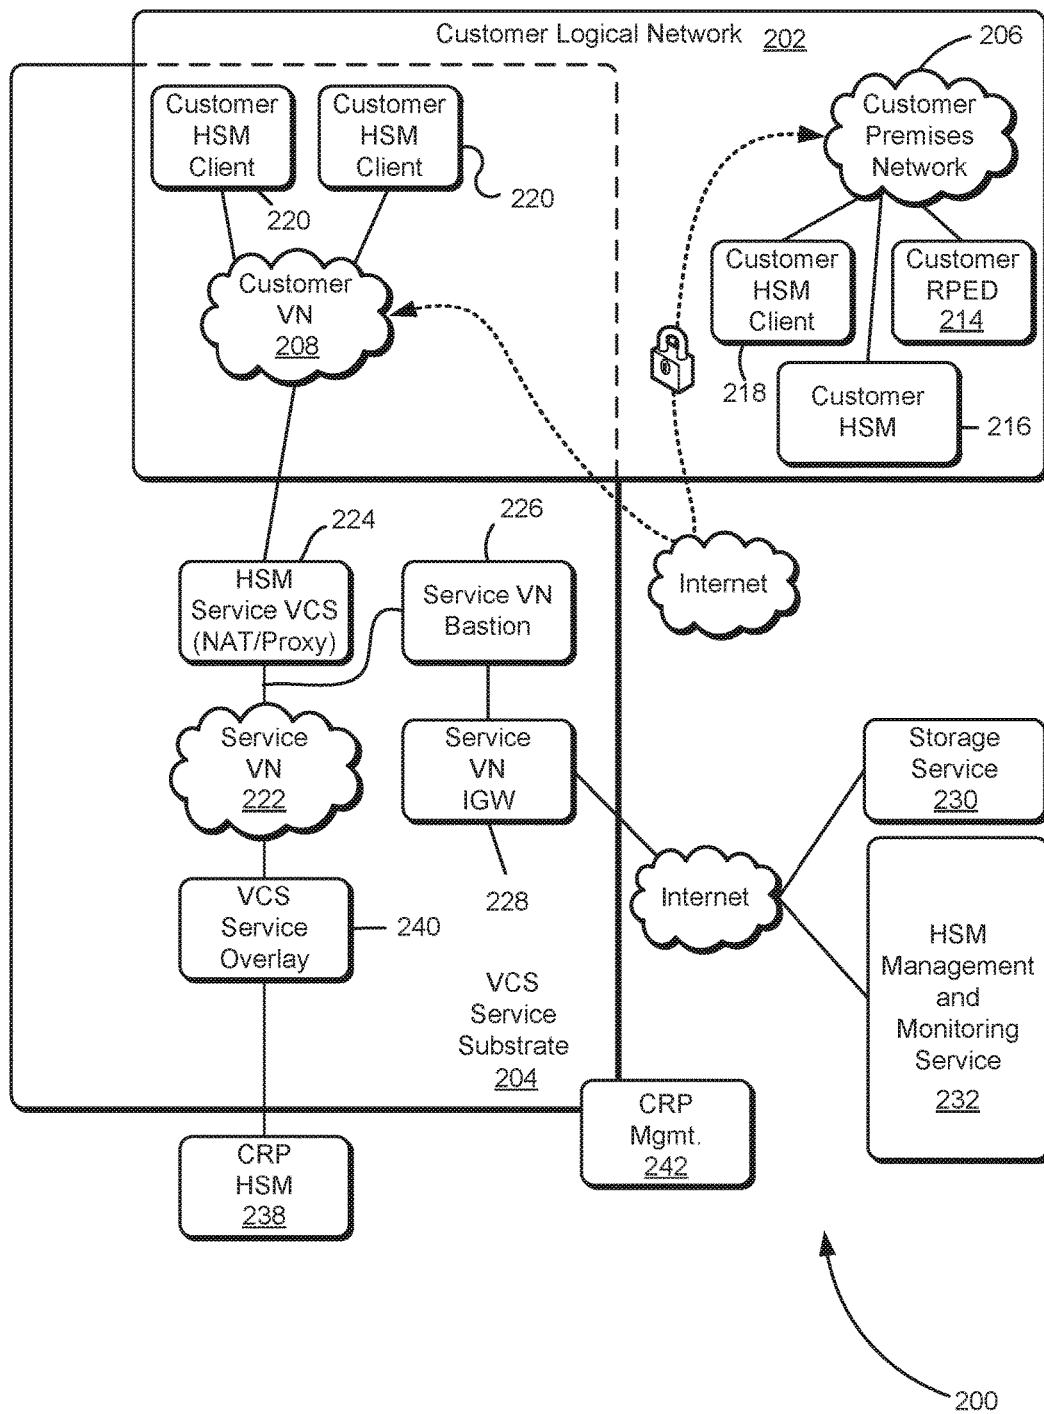 Customer Logical Network 202
206
Customer
HSM
Client
220
Customer
HSM
Client
220
Customer
Premises
Network
Customer
VN
208
Customer
HSM
Client
218
Customer
RPED
214
Customer
HSM
216
224
HSM
Service VCS
(NAT/Proxy)
226
Service VN
Bastion
Internet
Service
VN
222
Service
VN
IGW
228
Storage
Service
230
Internet
VCS
Service
Overlay
240
HSM
Management
and
Monitoring
Service
232
VCS
Service
Substrate
204
CRP
Mgmt.
242
CRP
HSM
238
200